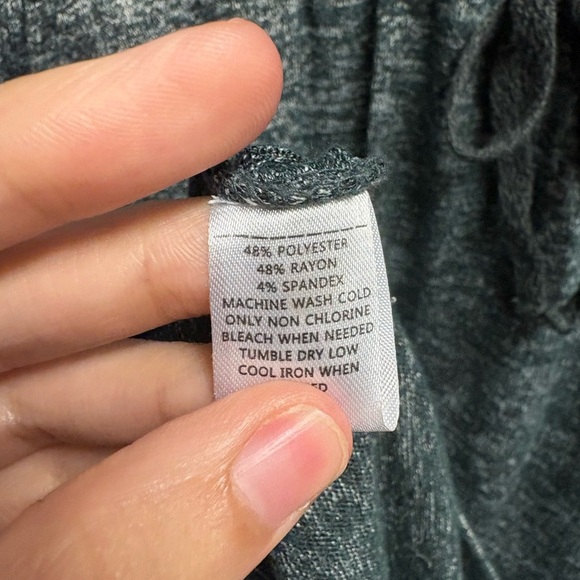 48% POLYESTER
48% RAYON
4% SPANDEX
MACHINE WASH COLD
ONLY NON CHLORINE
BLEACH WHEN NEEDED
TUMBLE DRY LOW
COOL IRON WHEN